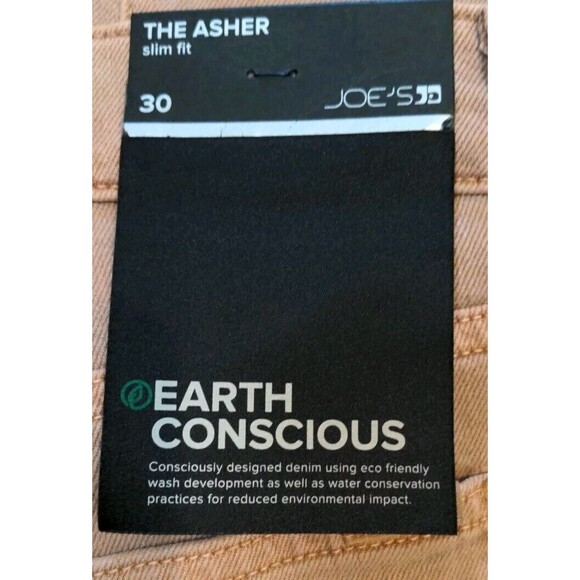 THE ASHER
slim fit
30
JOE'S
EARTH
CONSCIOUS
Consciously designed denim using eco friendly
wash development as well as water conservation
practices for reduced environmental impact.